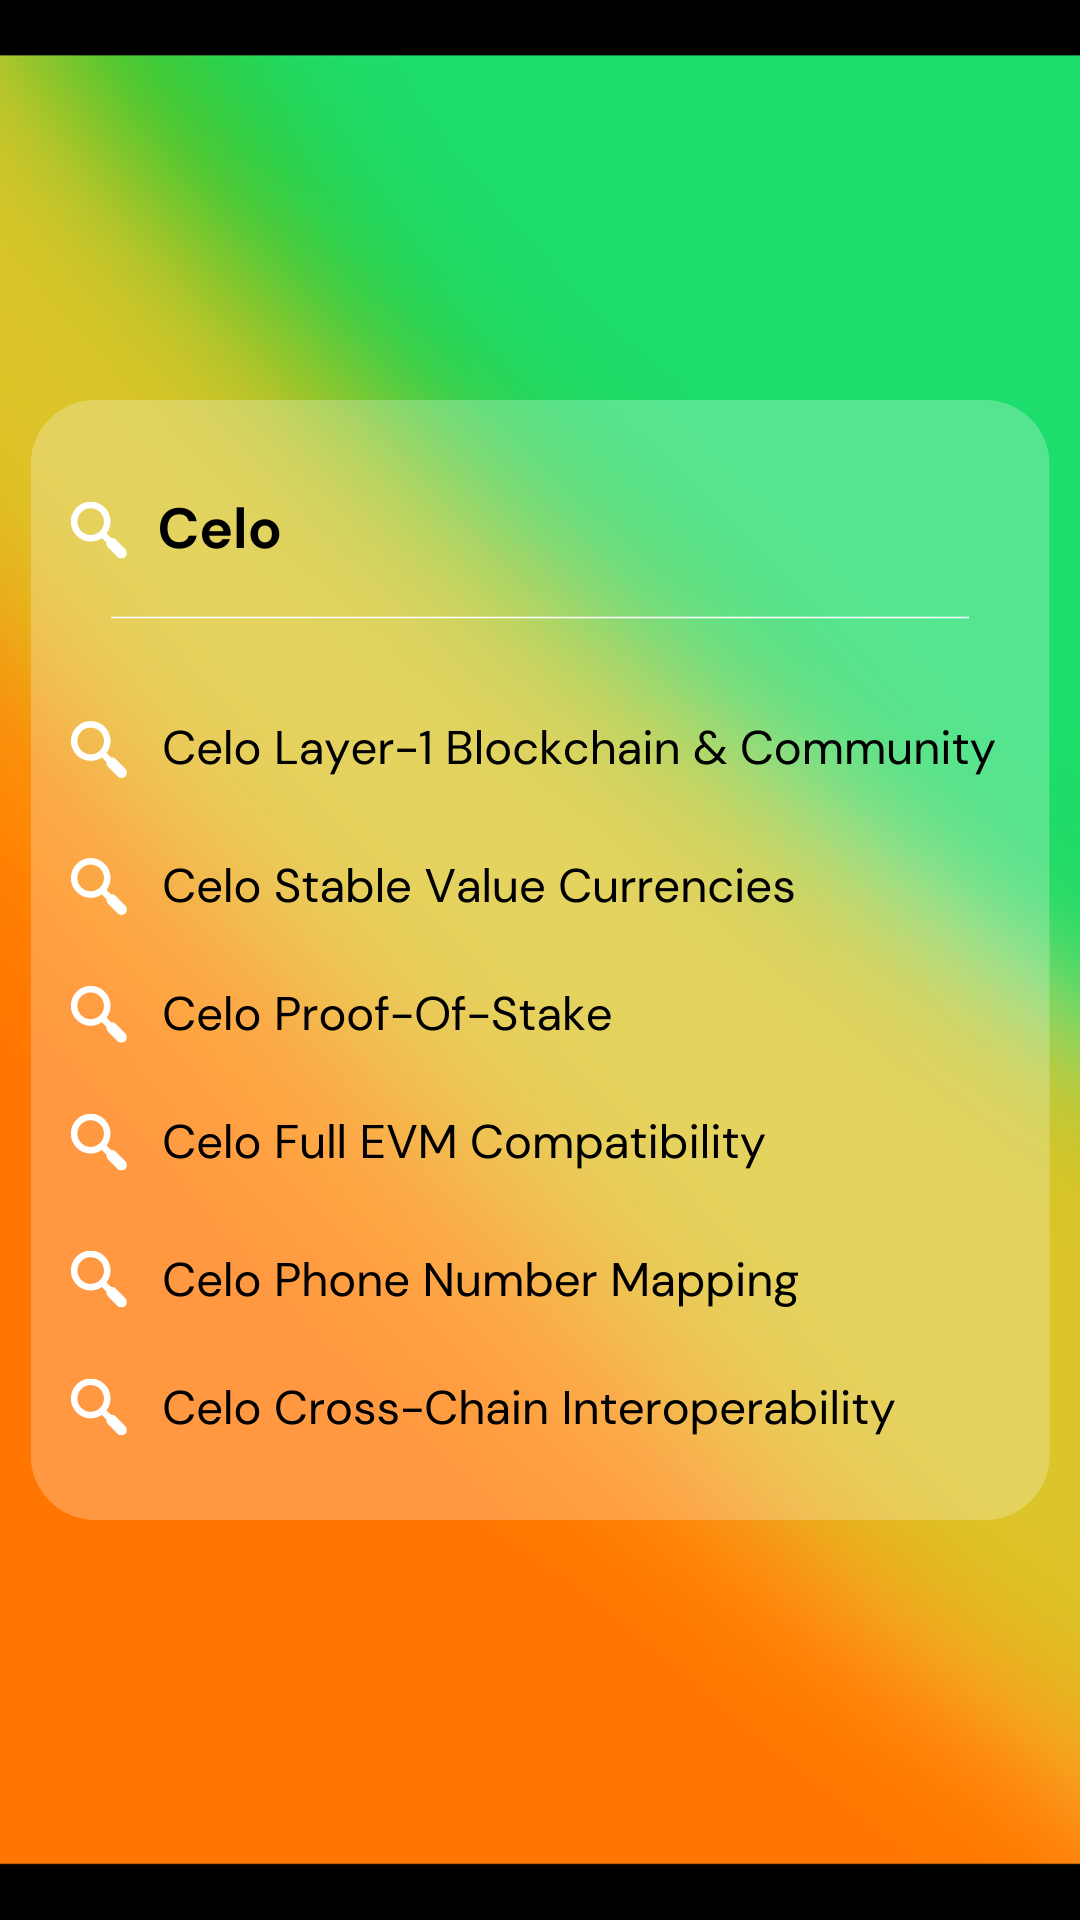 Celo
Celo Layer-1 Blockchain & Community
Celo Stable Value Currencies
Celo Proof-Of-Stake
Celo Full EVM Compatibility
Celo Phone Number Mapping
Celo Cross-Chain Interoperability